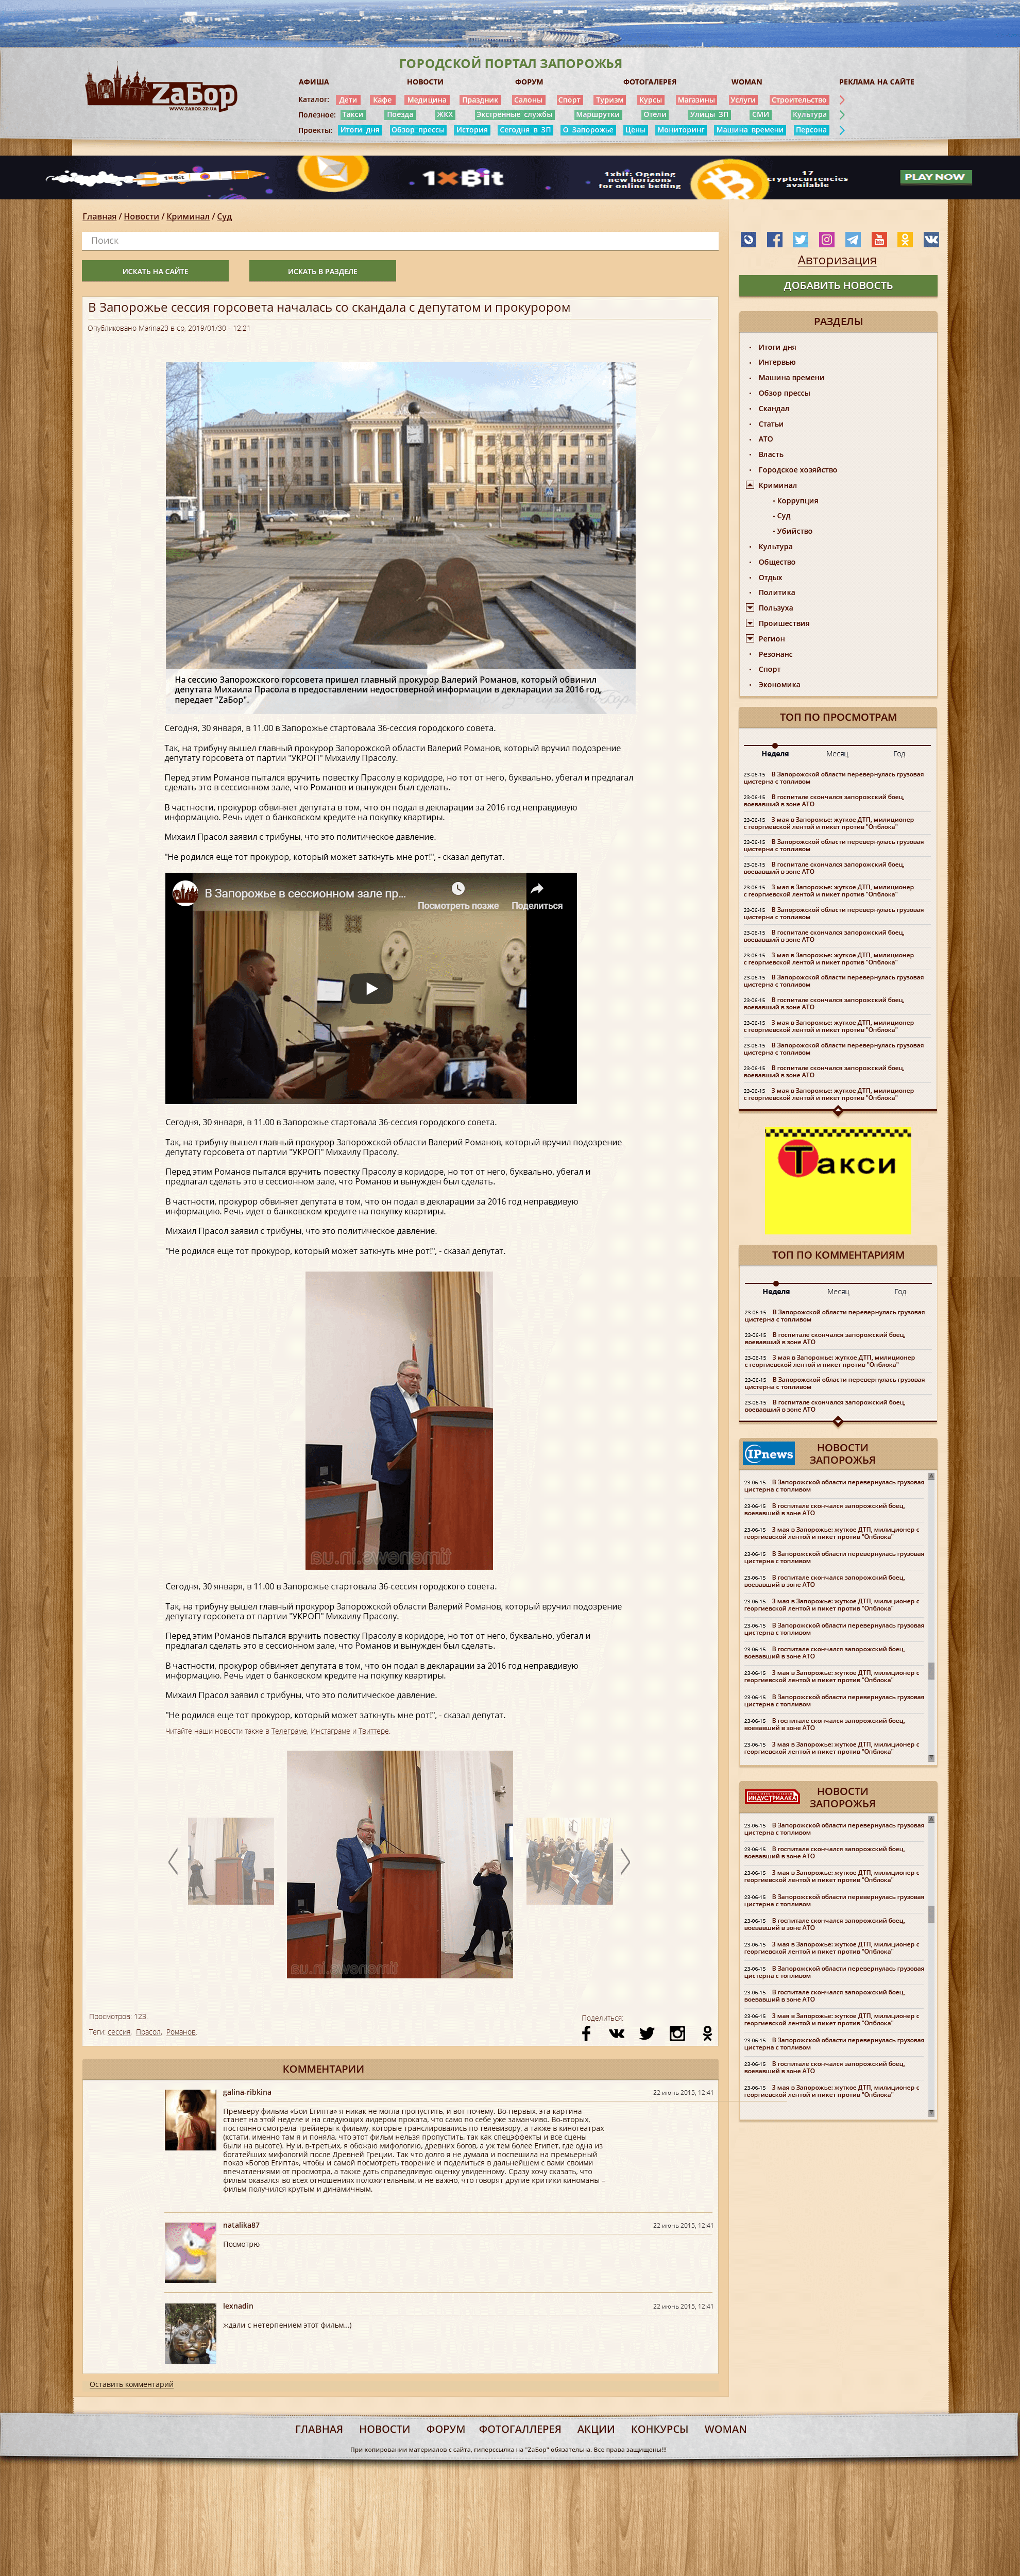 ГОРОДСКОЙ ПОРТАЛ ЗАПОРОЖЬЯ
ZаБор
WWW.ZABOR.ZP.UA
АФИША НОВОСТИ ФОРУМ ФОТОГАЛЕРЕЯ WOMAN РЕКЛАМА НА САЙТЕ
Каталог: Дети Кафе Медицина Праздник Салоны Спорт Туризм Курсы Магазины Услуги Строительство
Полезное: Такси Поезда ЖКХ Экстренные службы Маршрутки Отели Улицы ЗП СМИ Культура
Проекты: Итоги дня Обзор прессы История Сегодня в ЗП О Запорожье Цены Мониторинг Машина времени Персона
1xBit
1xbit: Opening
new horizons
for online betting
17
cryptocurrencies
available
PLAY NOW
Главная / Новости / Криминал / Суд
Поиск
ИСКАТЬ НА САЙТЕ
ИСКАТЬ В РАЗДЕЛЕ
В Запорожье сессия горсовета началась со скандала с депутатом и прокурором
Опубликовано Manna23 в ср, 2019/01/30 - 12:21
На сессию Запорожского горсовета пришел главный прокурор Валерий Романов, который обвинил
депутата Михаила Прасола в предоставлении недостоверной информации в декларации за 2016 год,
передает "ZаБор".
Сегодня, 30 января, в 11.00 в Запорожье стартовала 36-сессия городского совета.
Так, на трибуну вышел главный прокурор Запорожской области Валерий Романов, который вручил подозрение
депутату горсовета от партии "УКРОП" Михаилу Прасолу.
Перед этим Романов пытался вручить повестку Прасолу в коридоре, но тот от него, буквально, убегал и предлагал
сделать это в сессионном зале, что Романов и вынужден был сделать.
В частности, прокурор обвиняет депутата в том, что он подал в декларации за 2016 год неправдивую
информацию. Речь идет о банковском кредите на покупку квартиры.
Михаил Прасол заявил с трибуны, что это политическое давление.
"Не родился еще тот прокурор, который может заткнуть мне рот!", - сказал депутат.
В Запорожье в сессионном зале пр...
Посмотреть позже
Поделиться
Сегодня, 30 января, в 11.00 в Запорожье стартовала 36-сессия городского совета.
Так, на трибуну вышел главный прокурор Запорожской области Валерий Романов, который вручил подозрение
депутату горсовета от партии "УКРОП" Михаилу Прасолу.
Перед этим Романов пытался вручить повестку Прасолу в коридоре, но тот от него, буквально, убегал и
предлагал сделать это в сессионном зале, что Романов и вынужден был сделать.
В частности, прокурор обвиняет депутата в том, что он подал в декларации за 2016 год неправдивую
информацию. Речь идет о банковском кредите на покупку квартиры.
Михаил Прасол заявил с трибуны, что это политическое давление.
"Не родился еще тот прокурор, который может заткнуть мне рот!", - сказал депутат.
timenews.in.ua
Сегодня, 30 января, в 11.00 в Запорожье стартовала 36-сессия городского совета.
Так, на трибуну вышел главный прокурор Запорожской области Валерий Романов, который вручил подозрение
депутату горсовета от партии "УКРОП" Михаилу Прасолу.
Перед этим Романов пытался вручить повестку Прасолу в коридоре, но тот от него, буквально, убегал и
предлагал сделать это в сессионном зале, что Романов и вынужден был сделать.
В частности, прокурор обвиняет депутата в том, что он подал в декларации за 2016 год неправдивую
информацию. Речь идет о банковском кредите на покупку квартиры.
Михаил Прасол заявил с трибуны, что это политическое давление.
"Не родился еще тот прокурор, который может заткнуть мне рот!", - сказал депутат.
Читайте наши новости также в Телеграме, Инстаграме и Твиттере.
timenews.in.ua
Просмотров: 123.
Теги: сессия, Прасол, Романов.
Поделиться:
КОММЕНТАРИИ
galina-ribkina 22 июнь 2015, 12:41
Премьеру фильма «Бои Египта» я никак не могла пропустить, и вот почему. Во-первых, эта картина
станет на этой неделе и на следующих лидером проката, что само по себе уже заманчиво. Во-вторых,
постоянно смотрела трейлеры к фильму, которые транслировались по телевизору, а также в кинотеатрах
(кстати, именно там я и поняла, что этот фильм нельзя пропустить, так как спецэффекты и все сцены
были на высоте). Ну и, в-третьих, я обожаю мифологию, древних богов, а уж тем более Египет, где одна из
богатейших мифологий после Древней Греции. Так что долго я не думала и поспешила на премьерный
показ «Богов Египта», чтобы и самой посмотреть творение и поделиться в дальнейшем с вами своими
впечатлениями от просмотра, а также дать справедливую оценку увиденному. Сразу хочу сказать, что
фильм оказался во всех отношениях положительным, и не важно, что говорят другие критики киноманы –
фильм получился крутым и динамичным.
natalika87 22 июнь 2015, 12:41
Посмотрю
lexnadin 22 июнь 2015, 12:41
ждали с нетерпением этот фильм...)
Оставить комментарий
Авторизация
ДОБАВИТЬ НОВОСТЬ
РАЗДЕЛЫ
Итоги дня
Интервью
Машина времени
Обзор прессы
Скандал
Статьи
АТО
Власть
Городское хозяйство
Криминал
- Коррупция
- Суд
- Убийство
Культура
Общество
Отдых
Политика
Пользуха
Проишествия
Регион
Резонанс
Спорт
Экономика
ТОП ПО ПРОСМОТРАМ
Неделя Месяц Год
23-06-15 В Запорожской области перевернулась грузовая
цистерна с топливом
23-06-15 В госпитале скончался запорожский боец,
воевавший в зоне АТО
23-06-15 3 мая в Запорожье: жуткое ДТП, милиционер
с георгиевской лентой и пикет против "Опблока"
23-06-15 В Запорожской области перевернулась грузовая
цистерна с топливом
23-06-15 В госпитале скончался запорожский боец,
воевавший в зоне АТО
23-06-15 3 мая в Запорожье: жуткое ДТП, милиционер
с георгиевской лентой и пикет против "Опблока"
23-06-15 В Запорожской области перевернулась грузовая
цистерна с топливом
23-06-15 В госпитале скончался запорожский боец,
воевавший в зоне АТО
23-06-15 3 мая в Запорожье: жуткое ДТП, милиционер
с георгиевской лентой и пикет против "Опблока"
23-06-15 В Запорожской области перевернулась грузовая
цистерна с топливом
23-06-15 В госпитале скончался запорожский боец,
воевавший в зоне АТО
23-06-15 3 мая в Запорожье: жуткое ДТП, милиционер
с георгиевской лентой и пикет против "Опблока"
23-06-15 В Запорожской области перевернулась грузовая
цистерна с топливом
23-06-15 В госпитале скончался запорожский боец,
воевавший в зоне АТО
23-06-15 3 мая в Запорожье: жуткое ДТП, милиционер
с георгиевской лентой и пикет против "Опблока"
Такси
ТОП ПО КОММЕНТАРИЯМ
Неделя Месяц Год
23-06-15 В Запорожской области перевернулась грузовая
цистерна с топливом
23-06-15 В госпитале скончался запорожский боец,
воевавший в зоне АТО
23-06-15 3 мая в Запорожье: жуткое ДТП, милиционер
с георгиевской лентой и пикет против "Опблока"
23-06-15 В Запорожской области перевернулась грузовая
цистерна с топливом
23-06-15 В госпитале скончался запорожский боец,
воевавший в зоне АТО
IPnews
НОВОСТИ
ЗАПОРОЖЬЯ
23-06-15 В Запорожской области перевернулась грузовая
цистерна с топливом
23-06-15 В госпитале скончался запорожский боец,
воевавший в зоне АТО
23-06-15 3 мая в Запорожье: жуткое ДТП, милиционер с
георгиевской лентой и пикет против "Опблока"
23-06-15 В Запорожской области перевернулась грузовая
цистерна с топливом
23-06-15 В госпитале скончался запорожский боец,
воевавший в зоне АТО
23-06-15 3 мая в Запорожье: жуткое ДТП, милиционер с
георгиевской лентой и пикет против "Опблока"
23-06-15 В Запорожской области перевернулась грузовая
цистерна с топливом
23-06-15 В госпитале скончался запорожский боец,
воевавший в зоне АТО
23-06-15 3 мая в Запорожье: жуткое ДТП, милиционер с
георгиевской лентой и пикет против "Опблока"
23-06-15 В Запорожской области перевернулась грузовая
цистерна с топливом
23-06-15 В госпитале скончался запорожский боец,
воевавший в зоне АТО
23-06-15 3 мая в Запорожье: жуткое ДТП, милиционер с
георгиевской лентой и пикет против "Опблока"
ИНДУСТРИАЛКА
НОВОСТИ
ЗАПОРОЖЬЯ
23-06-15 В Запорожской области перевернулась грузовая
цистерна с топливом
23-06-15 В госпитале скончался запорожский боец,
воевавший в зоне АТО
23-06-15 3 мая в Запорожье: жуткое ДТП, милиционер с
георгиевской лентой и пикет против "Опблока"
23-06-15 В Запорожской области перевернулась грузовая
цистерна с топливом
23-06-15 В госпитале скончался запорожский боец,
воевавший в зоне АТО
23-06-15 3 мая в Запорожье: жуткое ДТП, милиционер с
георгиевской лентой и пикет против "Опблока"
23-06-15 В Запорожской области перевернулась грузовая
цистерна с топливом
23-06-15 В госпитале скончался запорожский боец,
воевавший в зоне АТО
23-06-15 3 мая в Запорожье: жуткое ДТП, милиционер с
георгиевской лентой и пикет против "Опблока"
23-06-15 В Запорожской области перевернулась грузовая
цистерна с топливом
23-06-15 В госпитале скончался запорожский боец,
воевавший в зоне АТО
23-06-15 3 мая в Запорожье: жуткое ДТП, милиционер с
георгиевской лентой и пикет против "Опблока"
ГЛАВНАЯ НОВОСТИ ФОРУМ ФОТОГАЛЛЕРЕЯ АКЦИИ КОНКУРСЫ WOMAN
При копировании материалов с сайта, гиперссылка на "ZаБор" обязательна. Все права защищены!!!